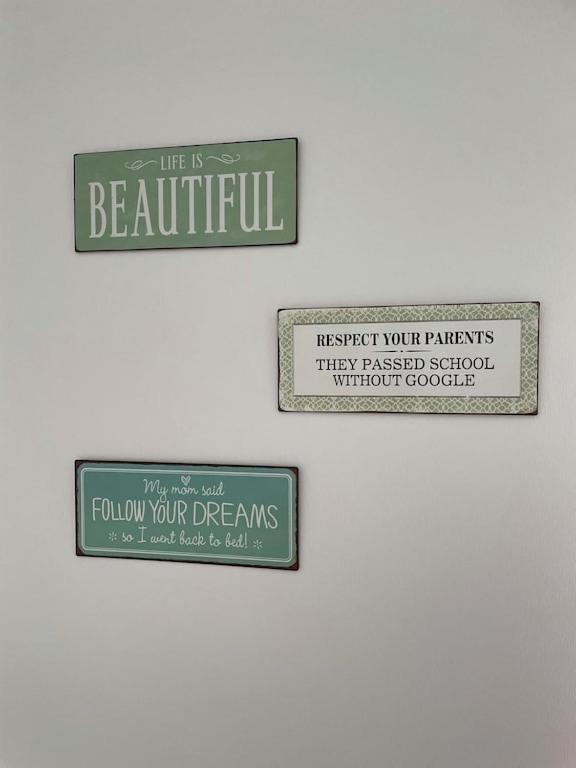 LIFE IS
BEAUTIFUL
RESPECT YOUR PARENTS
THEY PASSED SCHOOL
WITHOUT GOOGLE
My mom said
FOLLOW YOUR DREAMS
so I went back to bed!